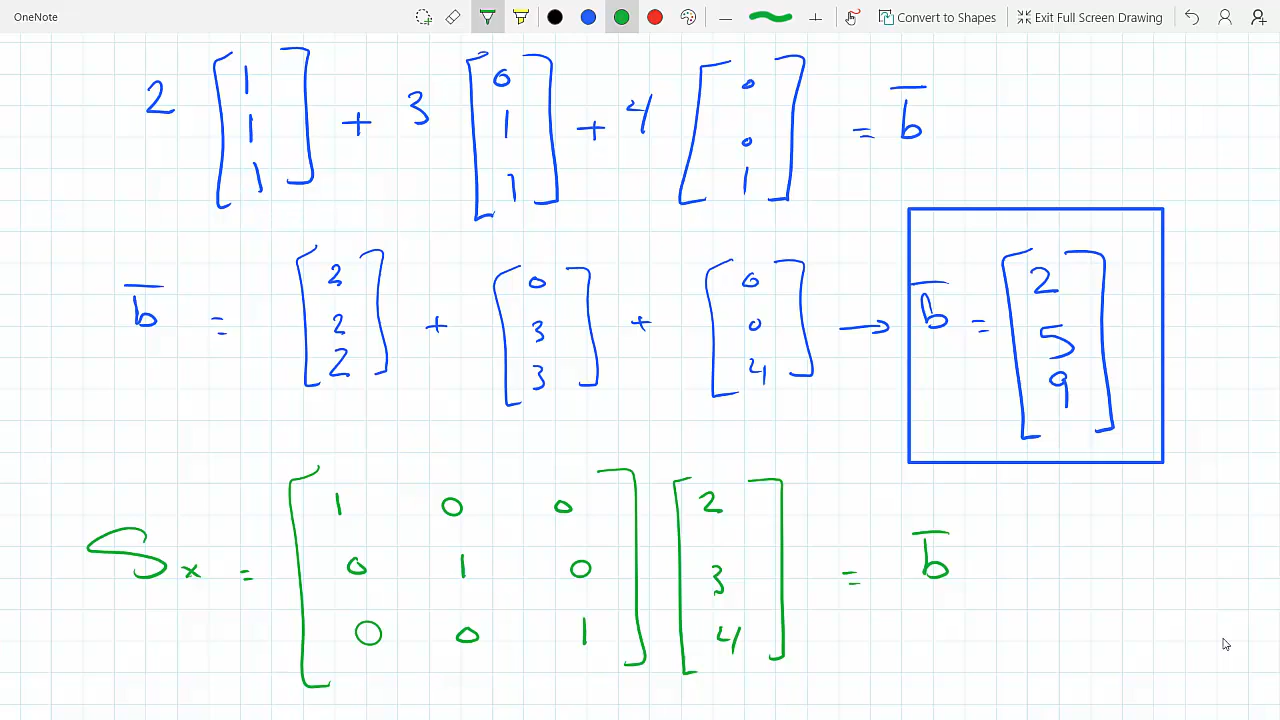 OneNote
Convert to Shapes
Exit Full Screen Drawing
2 [1 1 1] + 3 [0 1 1] + 4 [0 0 1] = b̅
b̅ = [2 2 2] + [0 3 3] + [0 0 4] → b̅ = [2 5 9]
Sx = [1 0 0
0 1 0
0 0 1] [2 3 4] = b̅